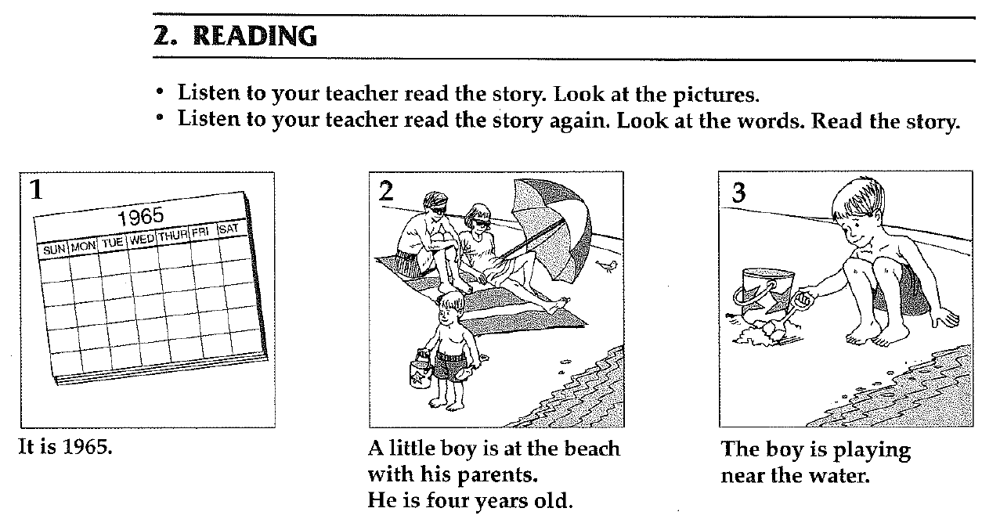 2. READING
• Listen to your teacher read the story. Look at the pictures.
• Listen to your teacher read the story again. Look at the words. Read the story.
1
1965
SUN MON TUE WED THUR FRI SAT
It is 1965.
2
A little boy is at the beach
with his parents.
He is four years old.
3
The boy is playing
near the water.